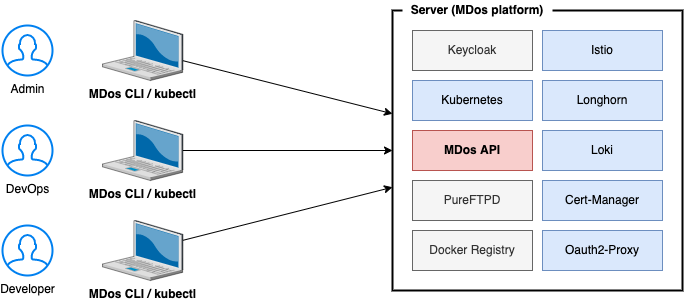 Admin
MDos CLI / kubectl
DevOps
MDos CLI / kubectl
Developer
MDos CLI / kubectl
Server (MDos platform)
Keycloak
Istio
Kubernetes
Longhorn
MDos API
Loki
PureFTPD
Cert-Manager
Docker Registry
Oauth2-Proxy